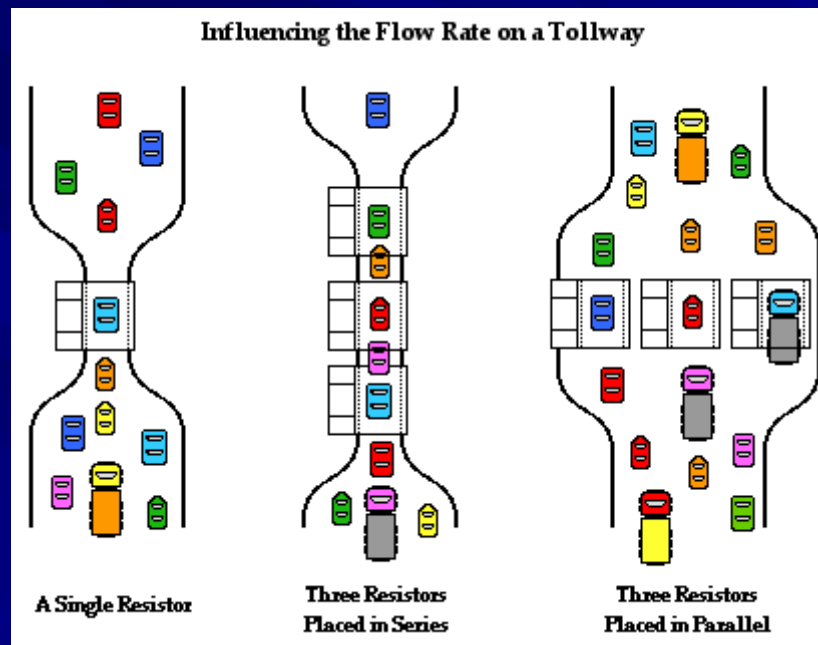 Influencing the Flow Rate on a Tollway
A Single Resistor
Three Resistors
Placed in Series
Three Resistors
Placed in Parallel